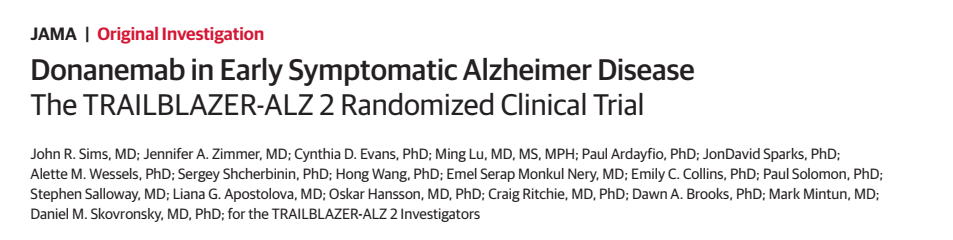 JAMA | Original Investigation
Donanemab in Early Symptomatic Alzheimer Disease
The TRAILBLAZER-ALZ 2 Randomized Clinical Trial
John R. Sims, MD; Jennifer A. Zimmer, MD; Cynthia D. Evans, PhD; Ming Lu, MD, MS, MPH; Paul Ardayfio, PhD; JonDavid Sparks, PhD;
Alette M. Wessels, PhD; Sergey Shcherbinin, PhD; Hong Wang, PhD; Emel Serap Monkul Nery, MD; Emily C. Collins, PhD; Paul Solomon, PhD;
Stephen Salloway, MD; Liana G. Apostolova, MD; Oskar Hansson, MD, PhD; Craig Ritchie, MD, PhD; Dawn A. Brooks, PhD; Mark Mintun, MD;
Daniel M. Skovronsky, MD, PhD; for the TRAILBLAZER-ALZ 2 Investigators